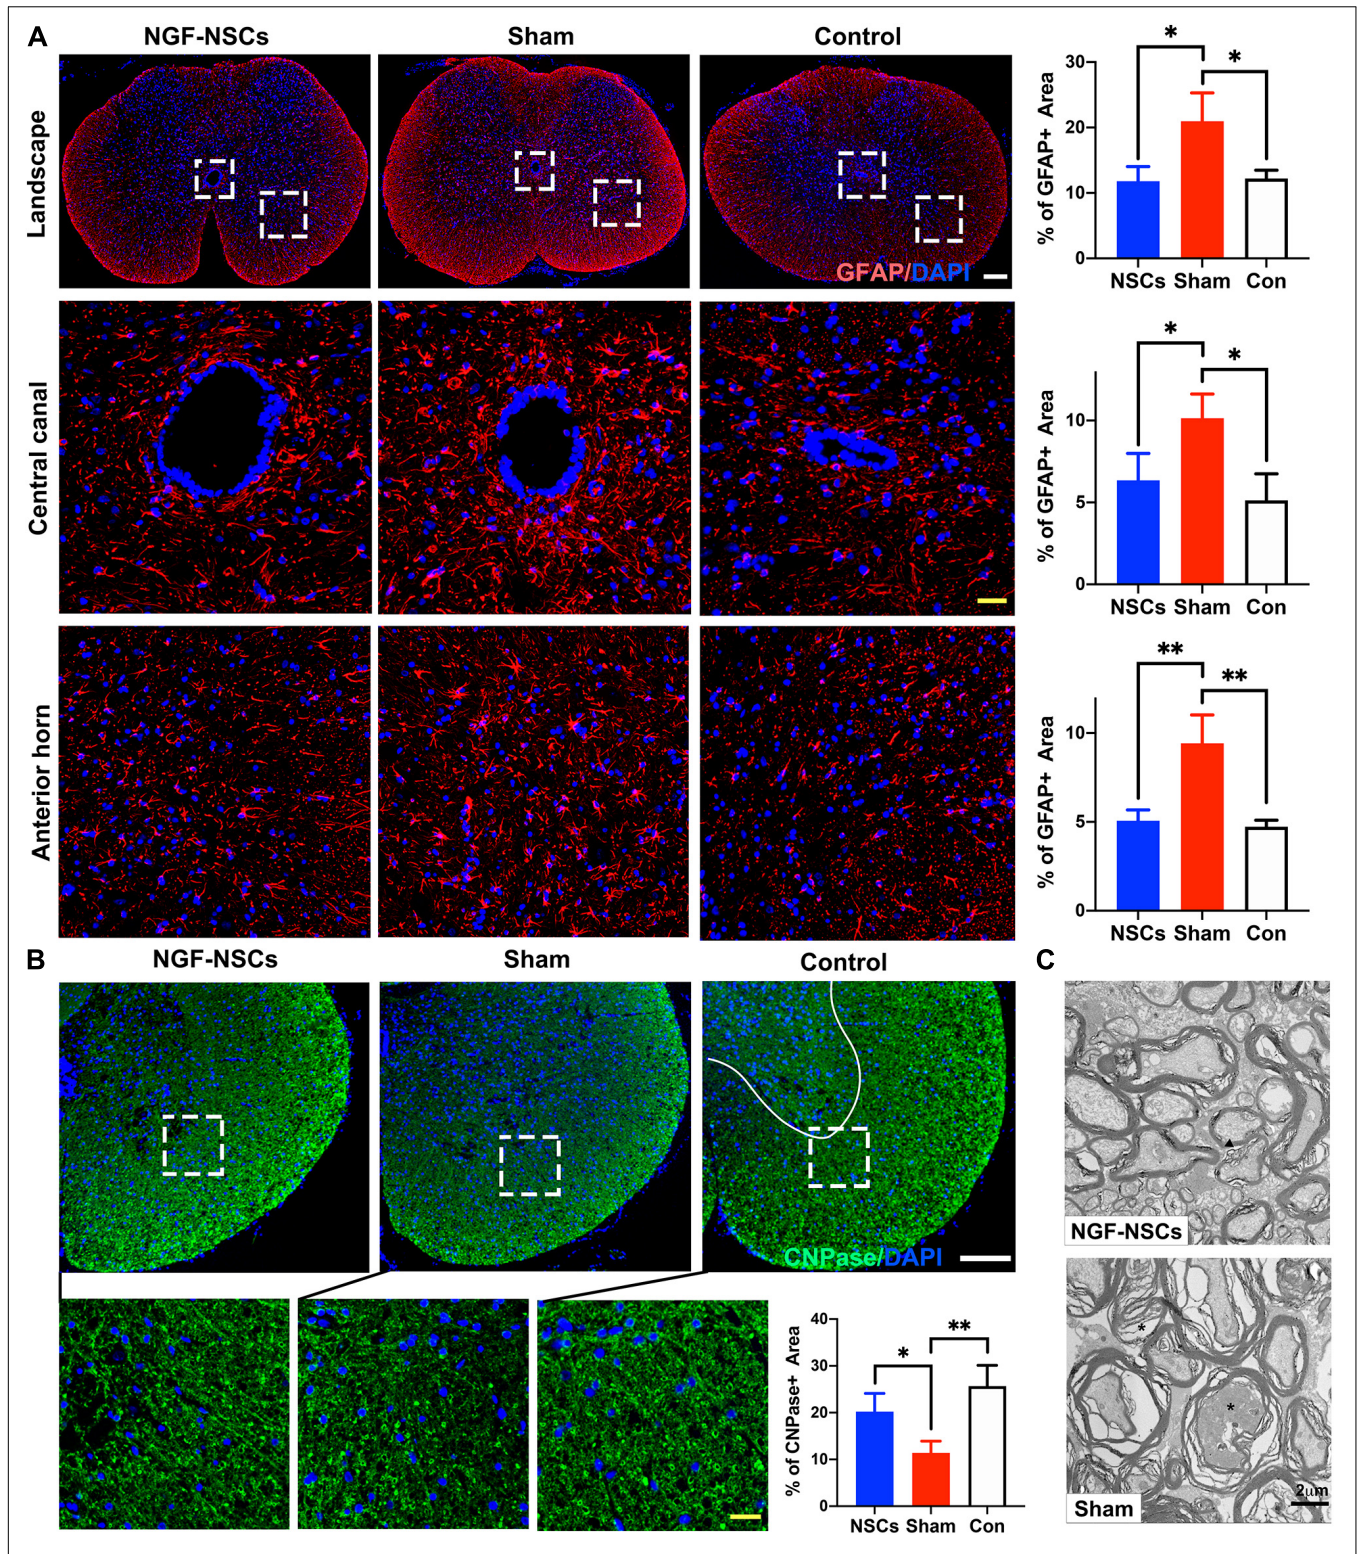 A
NGF-NSCs
Sham
Control
Landscape
GFAP/DAPI
% of GFAP+ Area
30
20
10
0
*
*
NSCs Sham Con
Central canal
% of GFAP+ Area
10
5
0
*
*
NSCs Sham Con
Anterior horn
% of GFAP+ Area
10
5
0
**
**
NSCs Sham Con
B
NGF-NSCs
Sham
Control
CNPase/DAPI
% of CNPase+ Area
40
30
20
10
0
*
**
NSCs Sham Con
C
NGF-NSCs
*
*
2μm
Sham